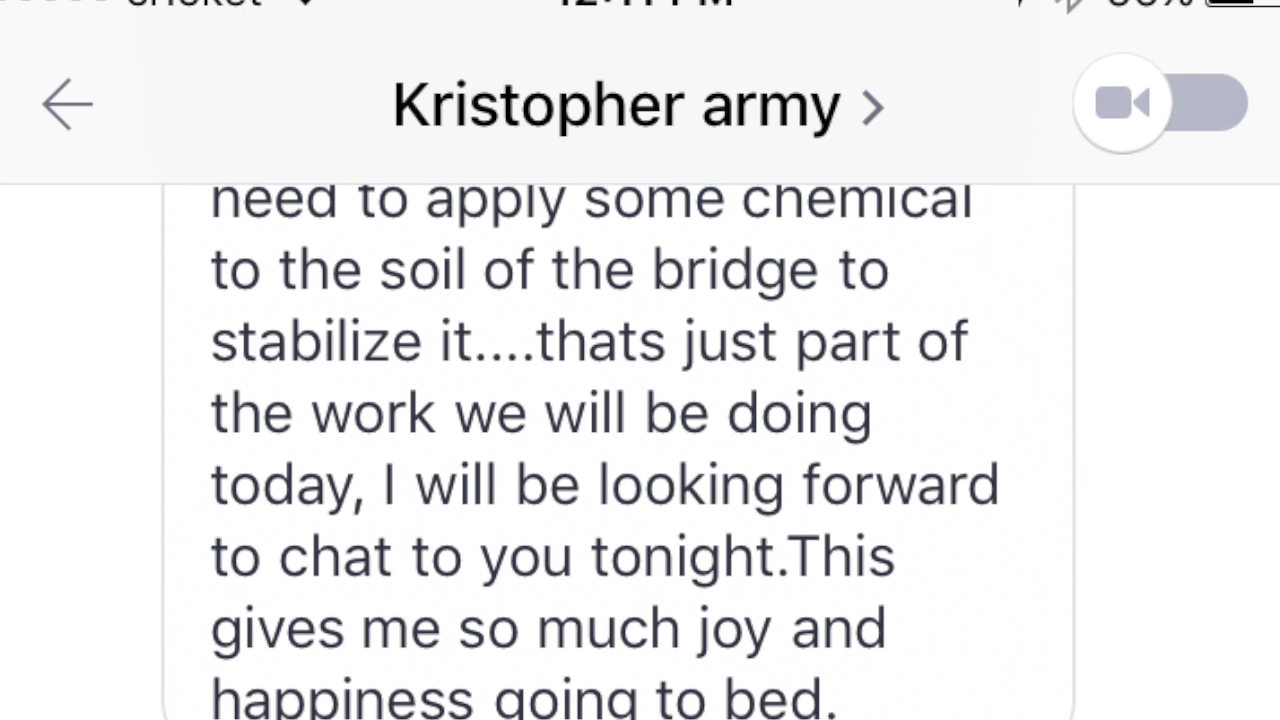 Kristopher army
need to apply some chemical
to the soil of the bridge to
stabilize it....thats just part of
the work we will be doing
today, I will be looking forward
to chat to you tonight.This
gives me so much joy and
happiness going to bed.